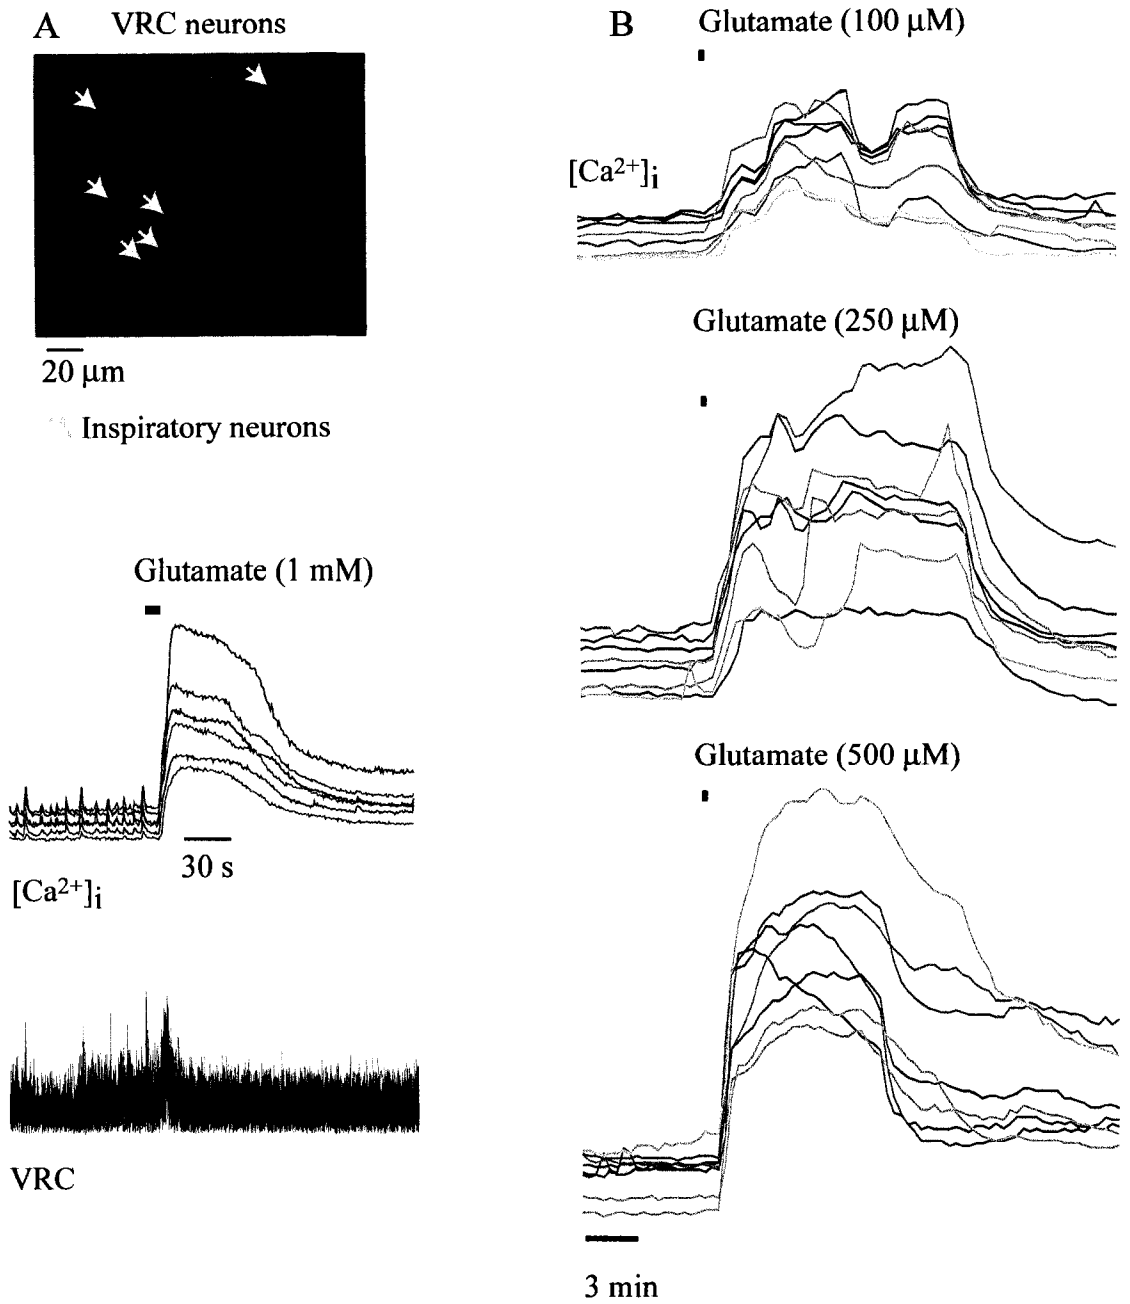 A
VRC neurons
20 μm
Inspiratory neurons
Glutamate (1 mM)
30 s
[Ca2+]i
VRC
B
Glutamate (100 μM)
[Ca2+]i
Glutamate (250 μM)
Glutamate (500 μM)
3 min